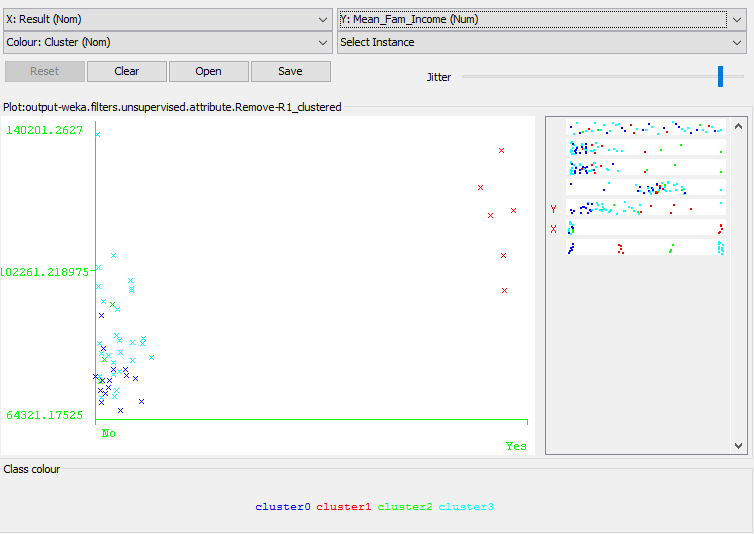 X: Result (Nom) Y: Mean_Fam_Income (Num)
Colour: Cluster (Nom) Select Instance
Reset Clear Open Save Jitter
Plot:output-weka.filters.unsupervised.attribute.Remove-R1_clustered
140201.2627
102261.218975
64321.17525
No
Yes
Y
X
Class colour
cluster0 cluster1 cluster2 cluster3